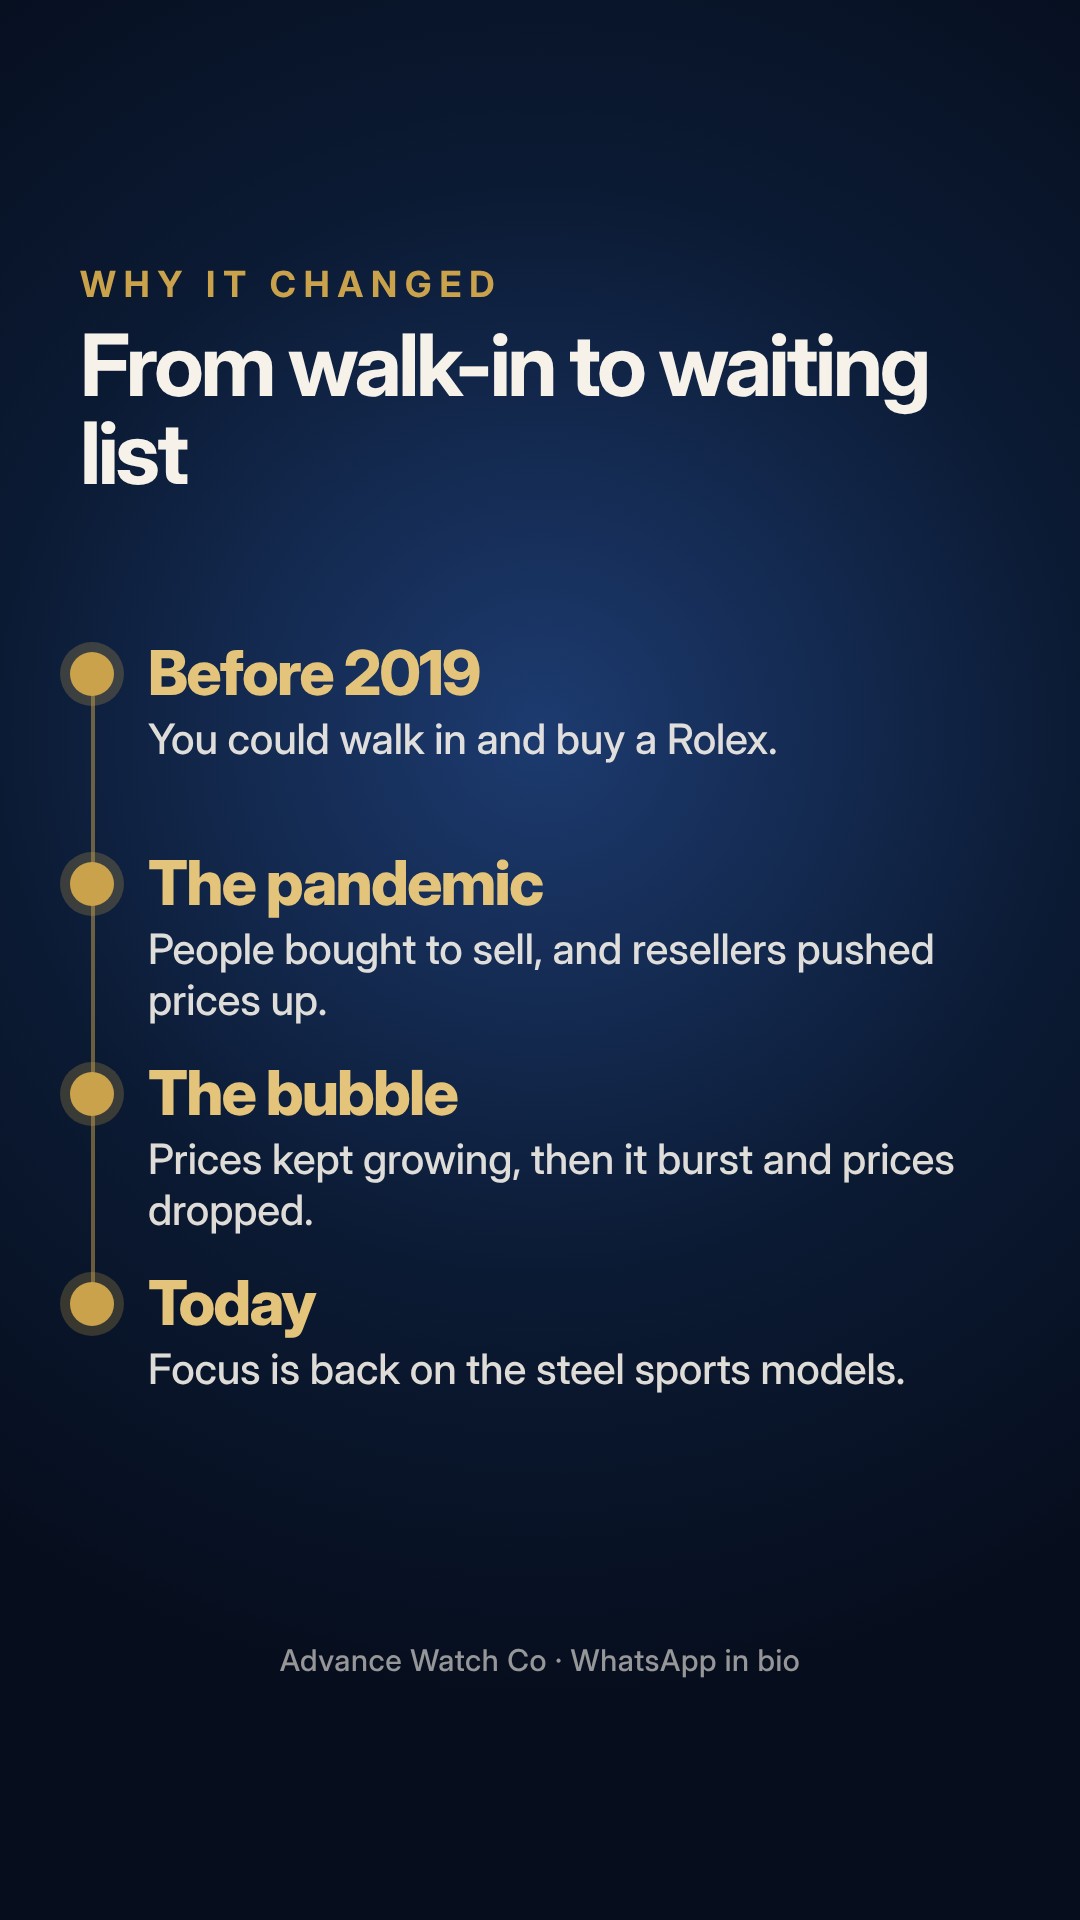 WHY IT CHANGED
From walk-in to waiting
list
Before 2019
You could walk in and buy a Rolex.
The pandemic
People bought to sell, and resellers pushed
prices up.
The bubble
Prices kept growing, then it burst and prices
dropped.
Today
Focus is back on the steel sports models.
Advance Watch Co · WhatsApp in bio